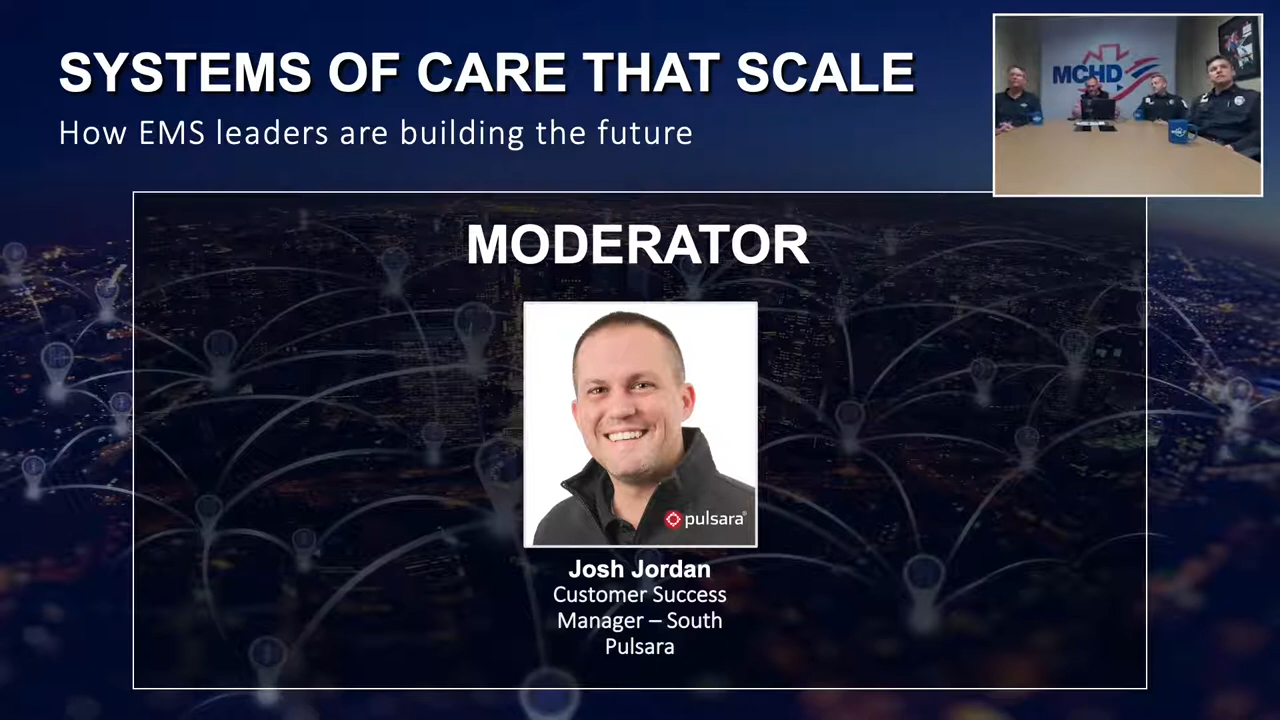 SYSTEMS OF CARE THAT SCALE
How EMS leaders are building the future
MCHD
MODERATOR
pulsara
Josh Jordan
Customer Success
Manager – South
Pulsara